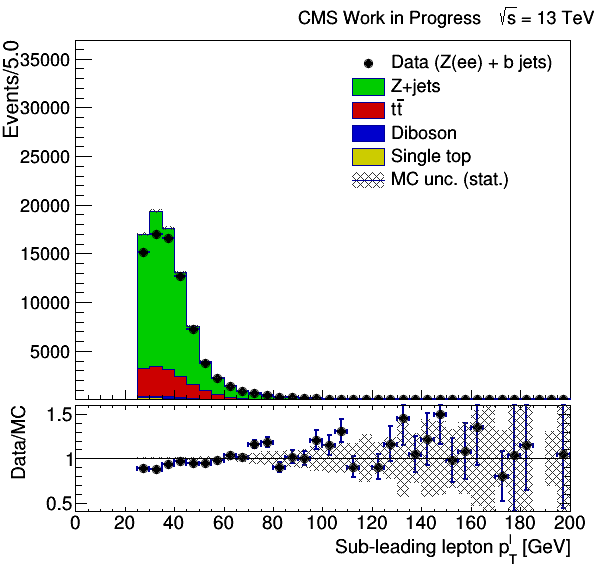 CMS Work in Progress √s = 13 TeV
Events/5.0
35000
30000
25000
20000
15000
10000
5000
Data (Z(ee) + b jets)
Z+jets
tt̅
Diboson
Single top
MC unc. (stat.)
Data/MC
1.5
1
0.5
0 20 40 60 80 100 120 140 160 180 200
Sub-leading lepton p_T^l [GeV]